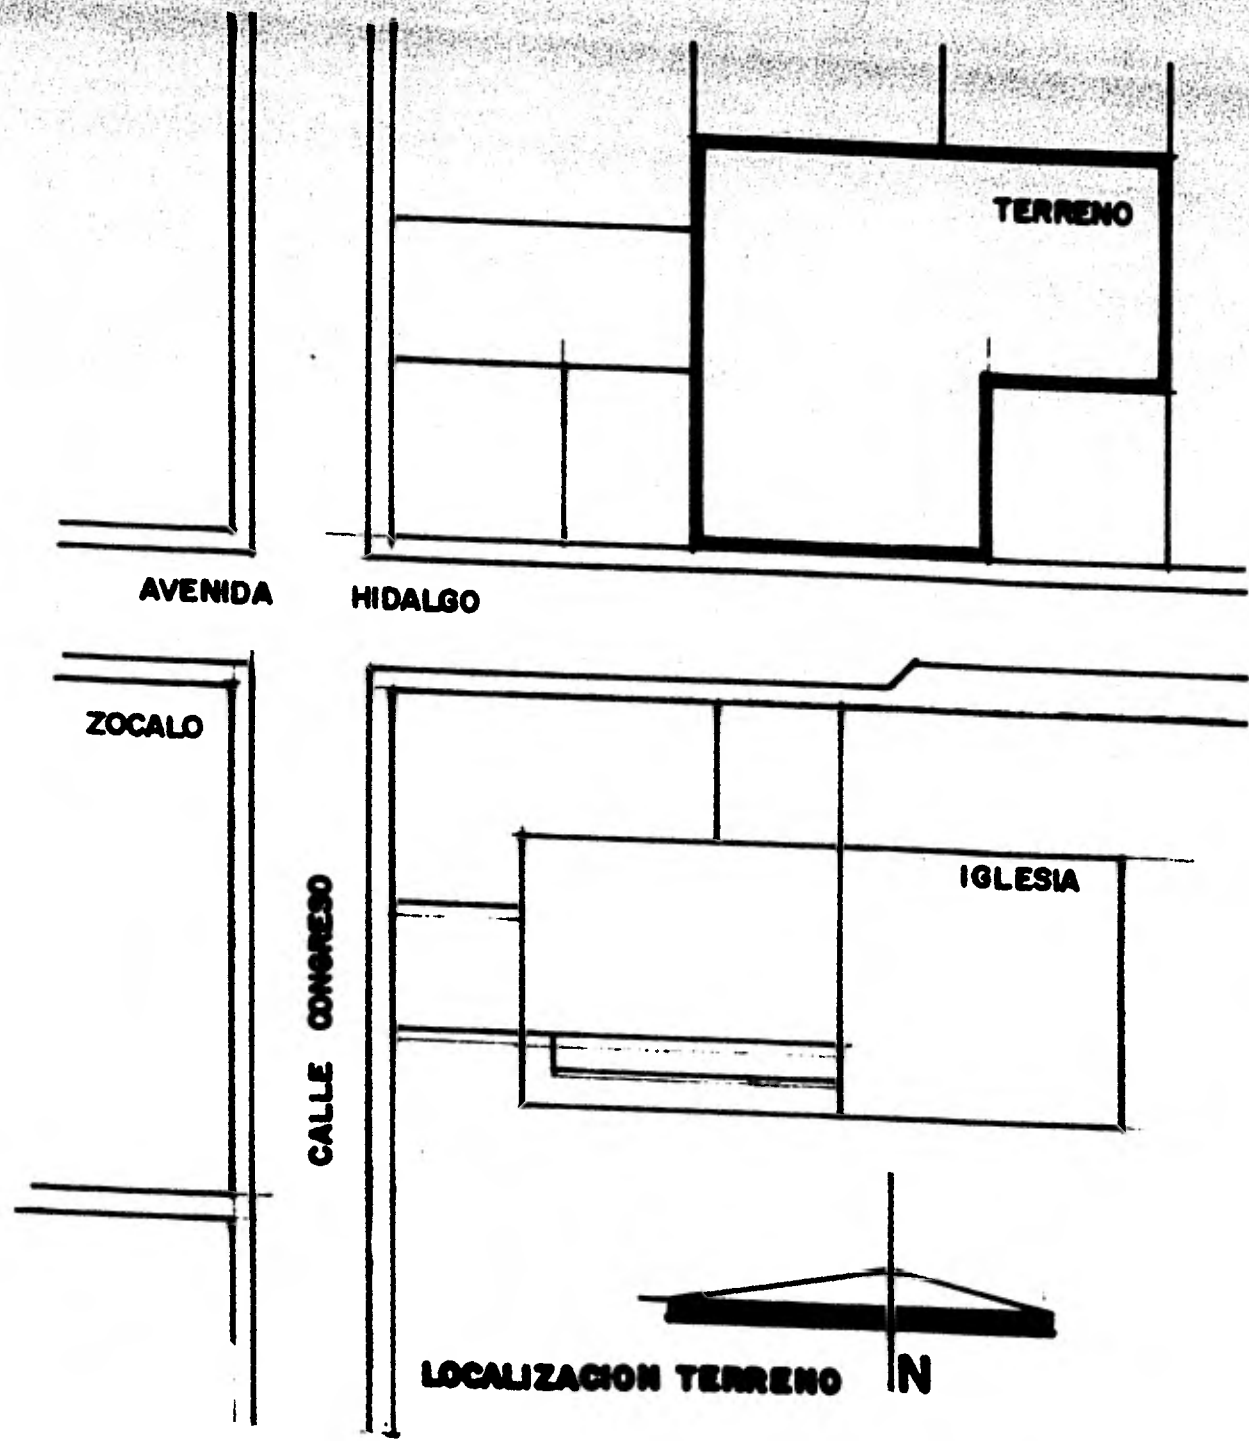 TERRENO
AVENIDA HIDALGO
ZOCALO
IGLESIA
CALLE CONGRESO
LOCALIZACION TERRENO
N